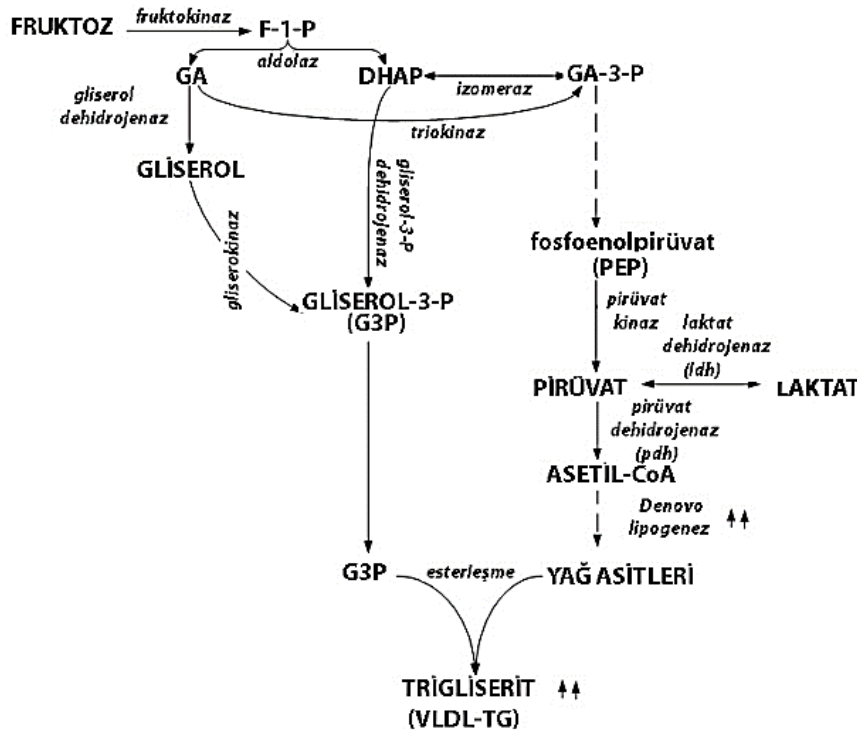 FRUKTOZ
fruktokinaz
F-1-P
aldolaz
GA
DHAP
izomeraz
GA-3-P
gliserol
dehidrojenaz
triokinaz
GLİSEROL
gliserol-3-P
dehidrojenaz
gliserokinaz
fosfoenolpirüvat
(PEP)
GLİSEROL-3-P
(G3P)
pirüvat
kinaz
laktat
dehidrojenaz
(ldh)
PİRÜVAT
LAKTAT
pirüvat
dehidrojenaz
(pdh)
ASETİL-CoA
Denovo
lipogenez
G3P
esterleşme
YAĞ ASİTLERİ
TRİGLİSERİT
(VLDL-TG)